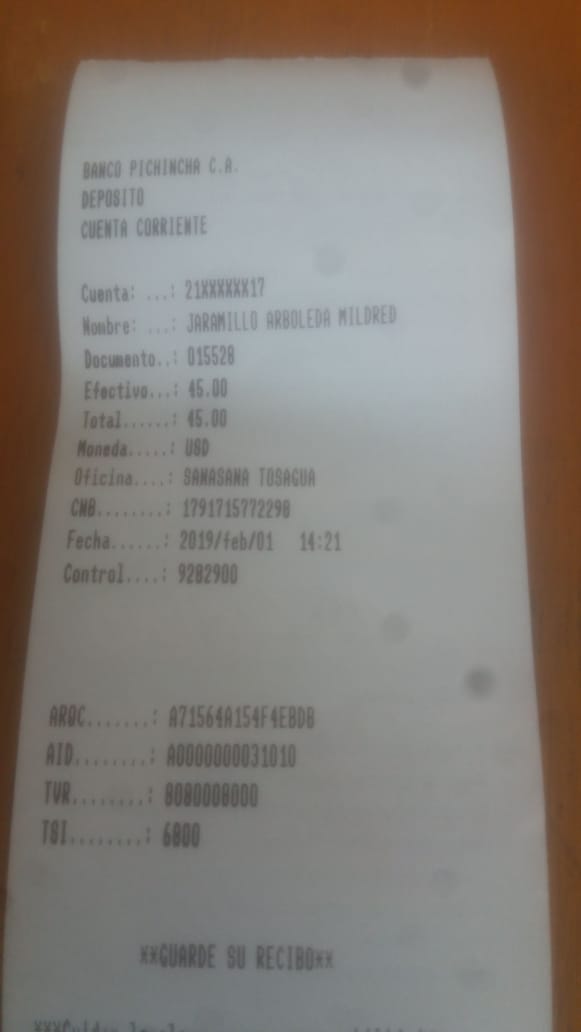 BANCO PICHINCHA C.A.
DEPOSITO
CUENTA CORRIENTE
Cuenta: ...: 21XXXXXX17
Nombre: ...: JARAMILLO ARBOLEDA MILDRED
Documento..: 015528
Efectivo...: 45.00
Total......: 45.00
Moneda.....: USD
Oficina....: SANASANA TOSAGUA
CNB........: 1791715772298
Fecha......: 2019/feb/01 14:21
Control....: 9282900
ARQC.......: A71564A154F4EBDB
AID........: A0000000031010
TVR........: 8080008000
TSI........: 6800
**GUARDE SU RECIBO**